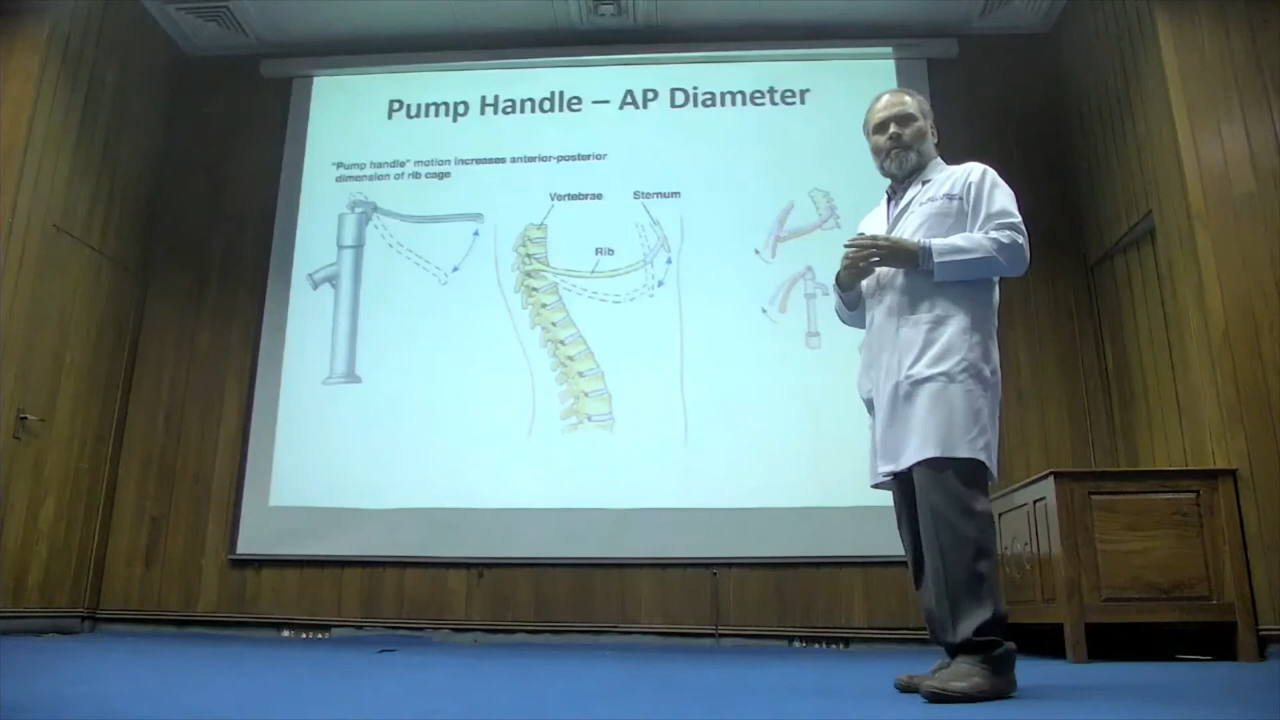 Pump Handle – AP Diameter
"Pump handle" motion increases anterior-posterior
dimension of rib cage
Vertebrae
Sternum
Rib